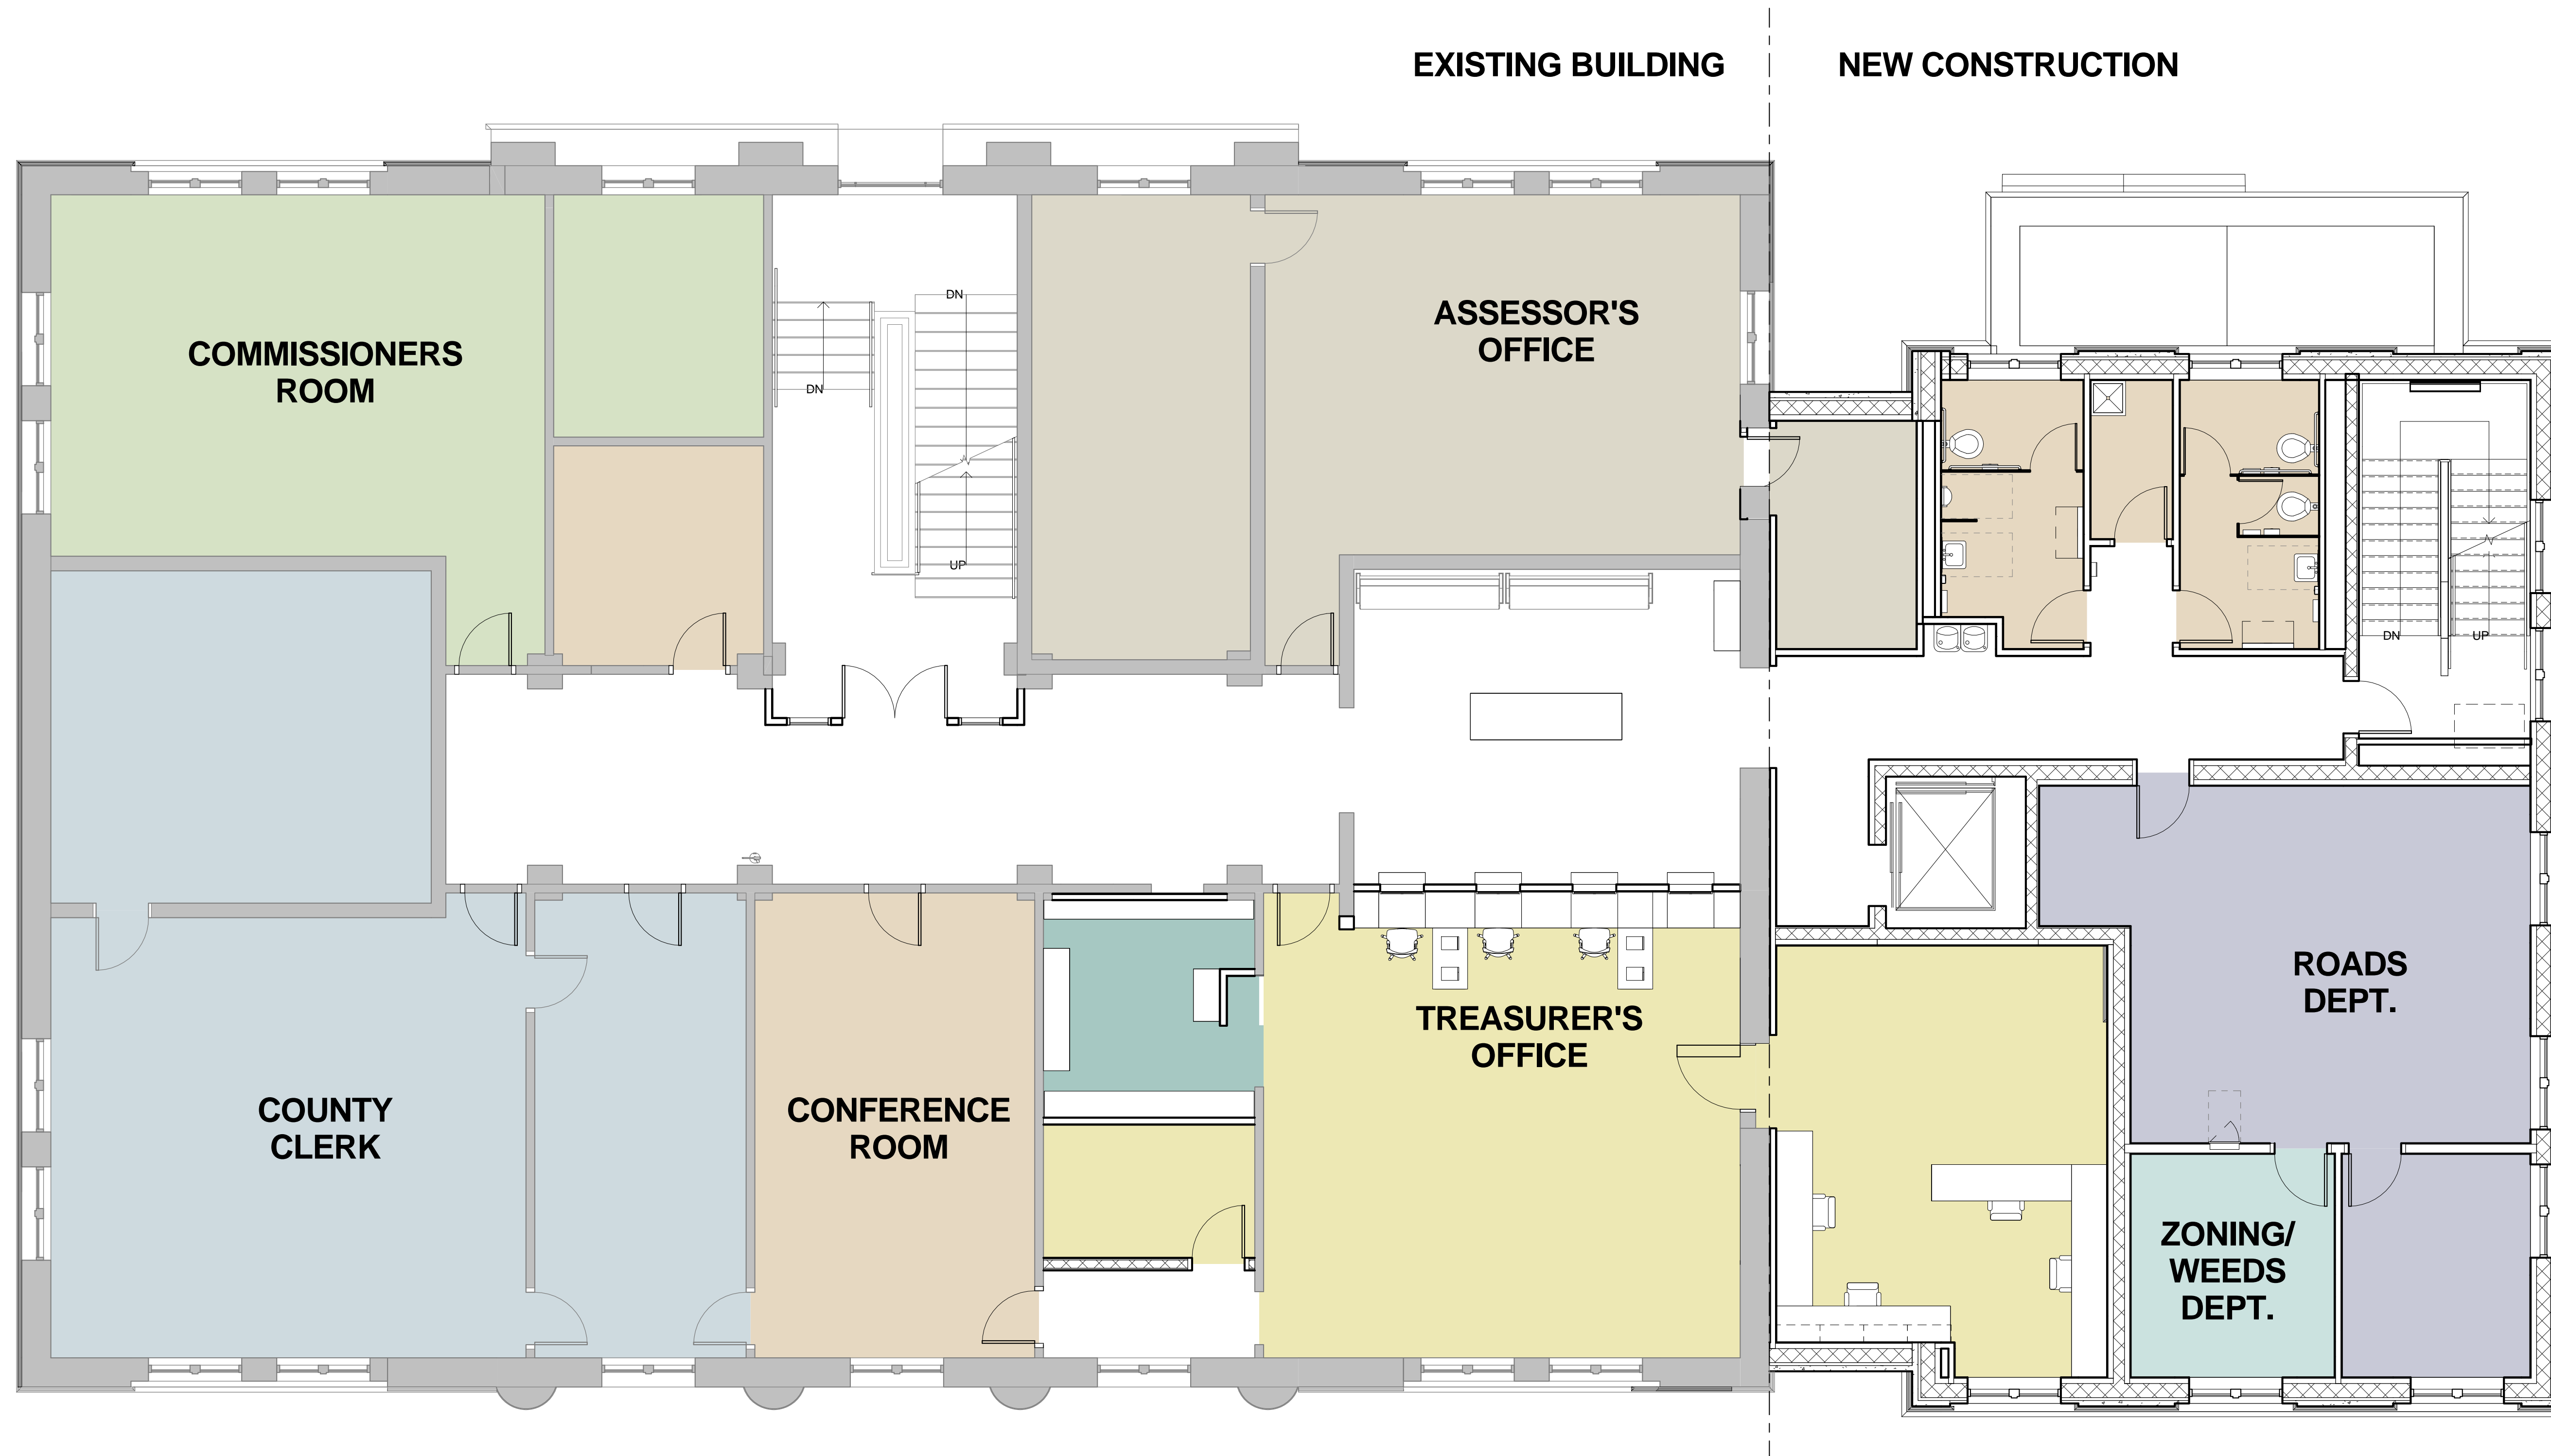 EXISTING BUILDING
NEW CONSTRUCTION
COMMISSIONERS
ROOM
DN
DN
UP
ASSESSOR'S
OFFICE
DN
UP
COUNTY
CLERK
CONFERENCE
ROOM
TREASURER'S
OFFICE
ROADS
DEPT.
ZONING/
WEEDS
DEPT.